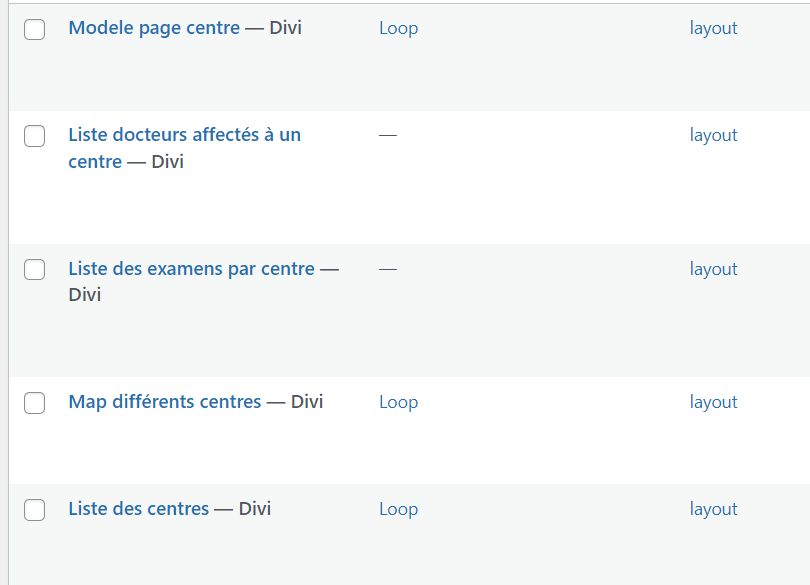 Modele page centre — Divi Loop layout
Liste docteurs affectés à un — layout
centre — Divi
Liste des examens par centre — — layout
Divi
Map différents centres — Divi Loop layout
Liste des centres — Divi Loop layout